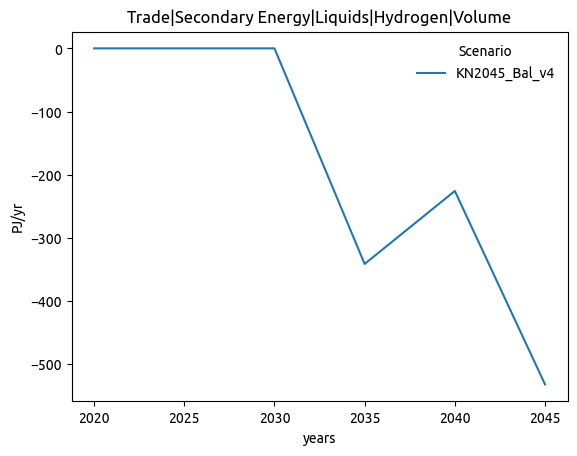 Trade|Secondary Energy|Liquids|Hydrogen|Volume
Scenario
KN2045_Bal_v4
0
−100
−200
−300
−400
−500
PJ/yr
2020 2025 2030 2035 2040 2045
years